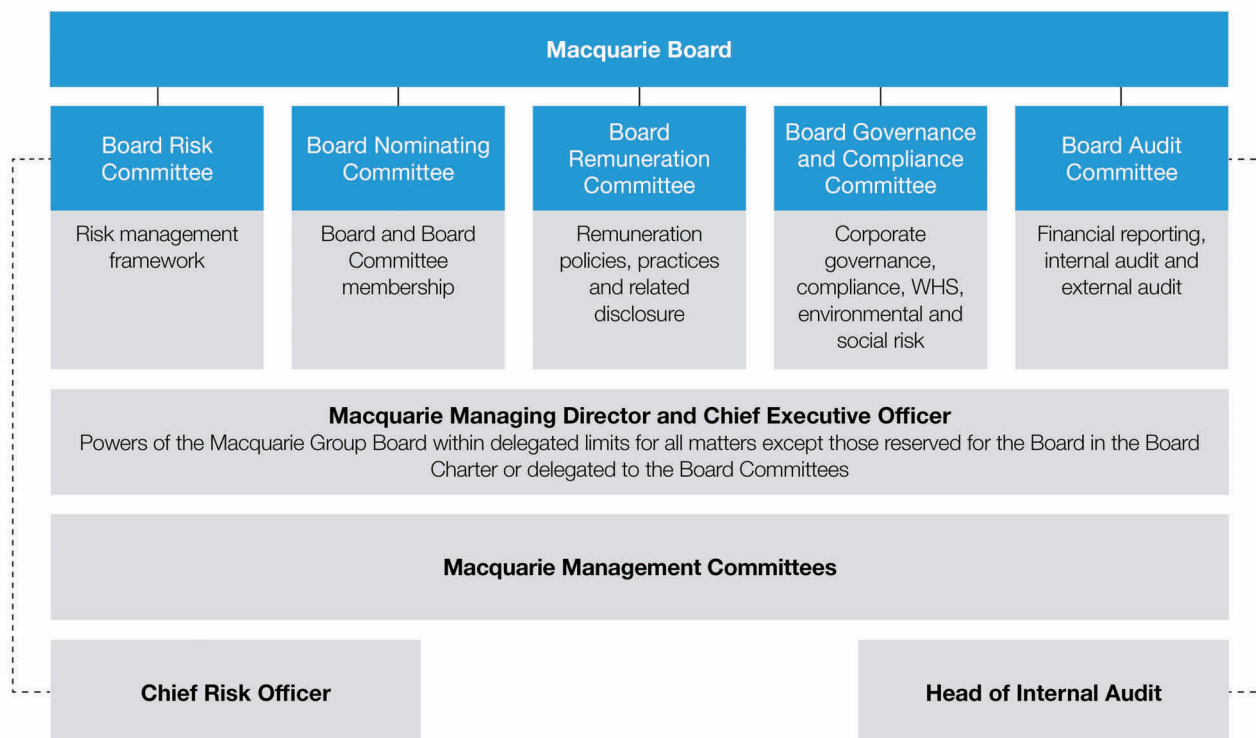 Macquarie Board
Board Risk
Committee
Risk management
framework
Board Nominating
Committee
Board and Board
Committee
membership
Board
Remuneration
Committee
Remuneration
policies, practices
and related
disclosure
Board Governance
and Compliance
Committee
Corporate
governance,
compliance, WHS,
environmental and
social risk
Board Audit
Committee
Financial reporting,
internal audit and
external audit
Macquarie Managing Director and Chief Executive Officer
Powers of the Macquarie Group Board within delegated limits for all matters except those reserved for the Board in the Board
Charter or delegated to the Board Committees
Macquarie Management Committees
Chief Risk Officer
Head of Internal Audit